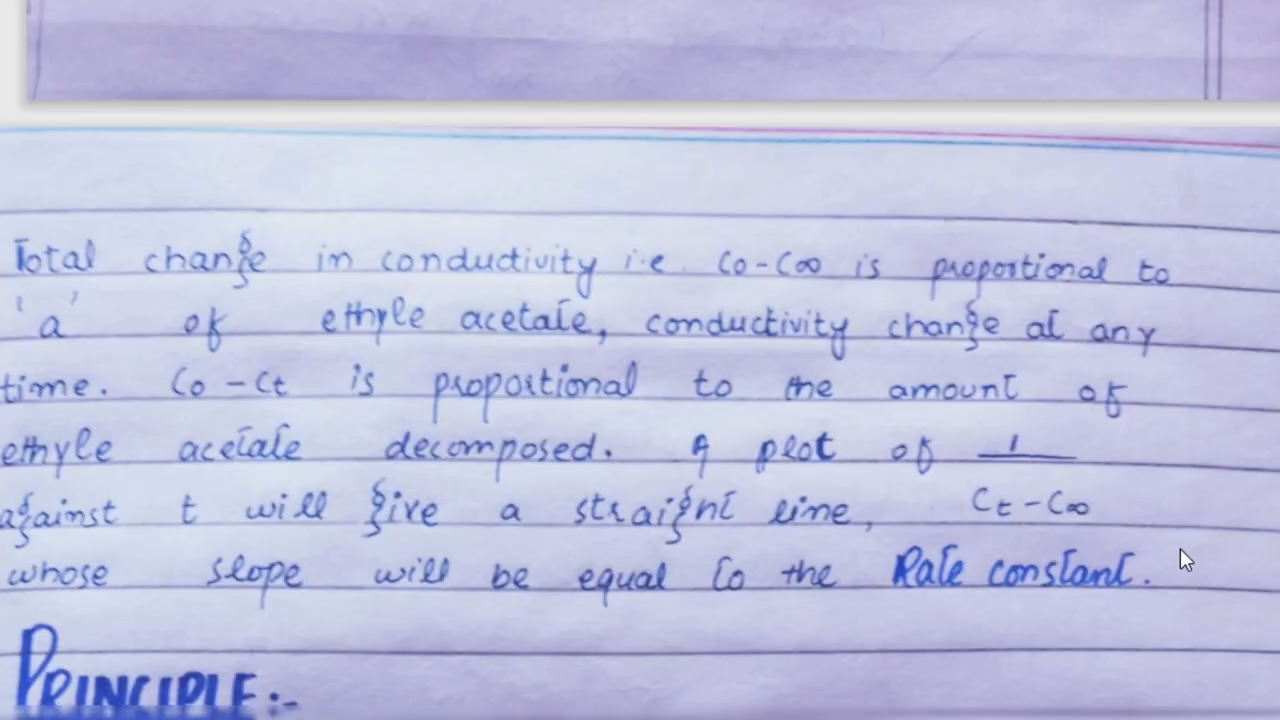 Total change in conductivity i.e C0-C∞ is proportional to
'a' of ethyle acetate, conductivity change at any
time. C0-Ct is proportional to the amount of
ethyle acetate decomposed. A plot of 1
against t will give a straight line, Ct-C∞
whose slope will be equal to the Rate constant.
PRINCIPLE:-